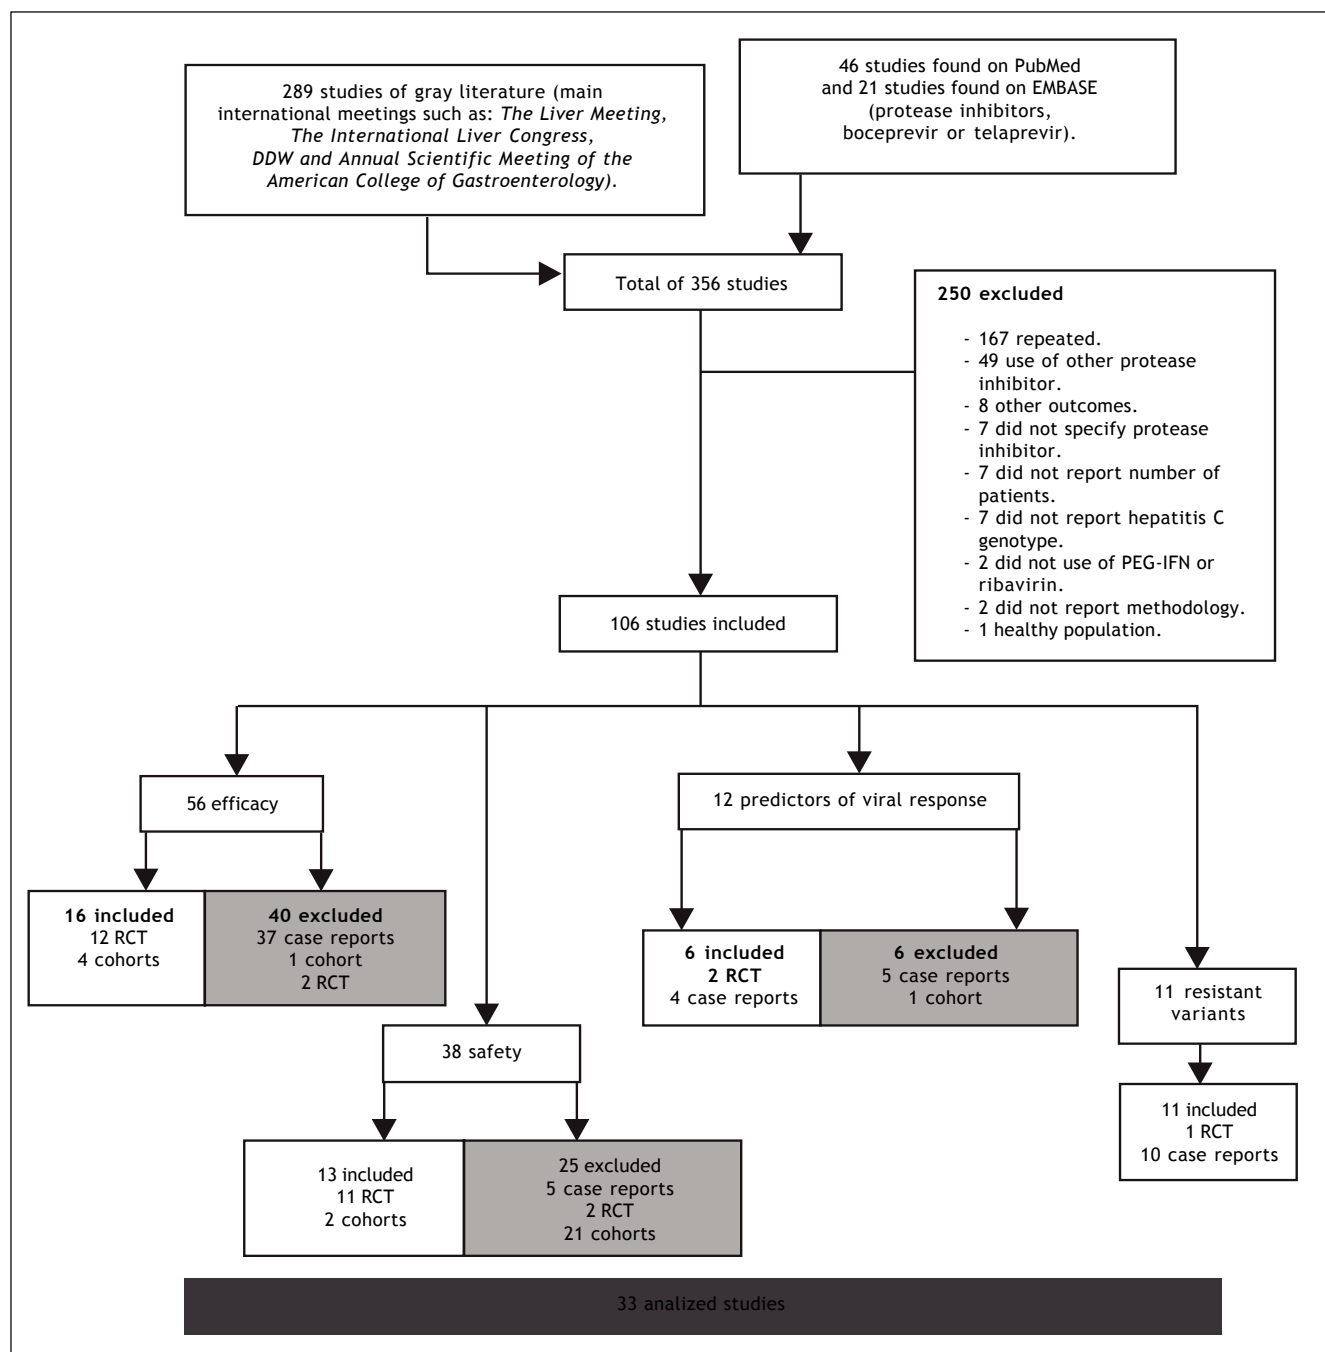 289 studies of gray literature (main
international meetings such as: The Liver Meeting,
The International Liver Congress,
DDW and Annual Scientific Meeting of the
American College of Gastroenterology).
46 studies found on PubMed
and 21 studies found on EMBASE
(protease inhibitors,
boceprevir or telaprevir).
Total of 356 studies
250 excluded
- 167 repeated.
- 49 use of other protease
inhibitor.
- 8 other outcomes.
- 7 did not specify protease
inhibitor.
- 7 did not report number of
patients.
- 7 did not report hepatitis C
genotype.
- 2 did not use of PEG-IFN or
ribavirin.
- 2 did not report methodology.
- 1 healthy population.
106 studies included
56 efficacy
16 included
12 RCT
4 cohorts
40 excluded
37 case reports
1 cohort
2 RCT
38 safety
13 included
11 RCT
2 cohorts
25 excluded
5 case reports
2 RCT
21 cohorts
12 predictors of viral response
6 included
2 RCT
4 case reports
6 excluded
5 case reports
1 cohort
11 resistant
variants
11 included
1 RCT
10 case reports
33 analized studies